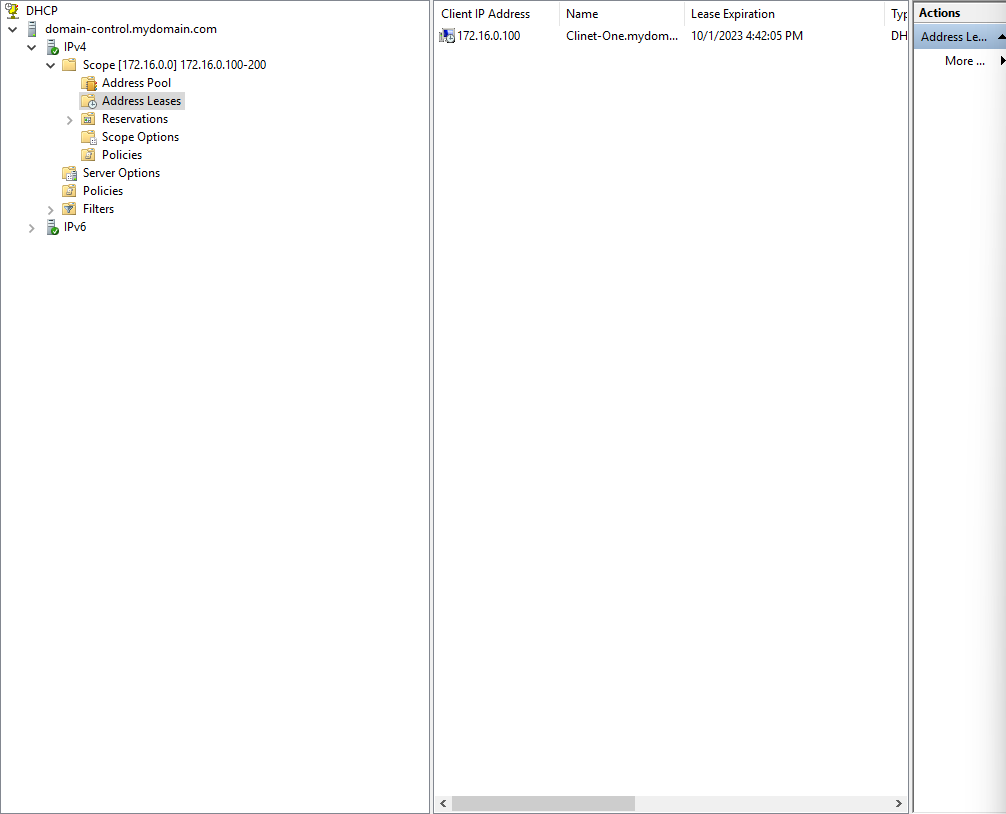 DHCP
domain-control.mydomain.com
IPv4
Scope [172.16.0.0] 172.16.0.100-200
Address Pool
Address Leases
Reservations
Scope Options
Policies
Server Options
Policies
Filters
IPv6
Client IP Address Name Lease Expiration Typ
172.16.0.100 Clinet-One.mydom... 10/1/2023 4:42:05 PM DH
Actions
Address Le...
More ...